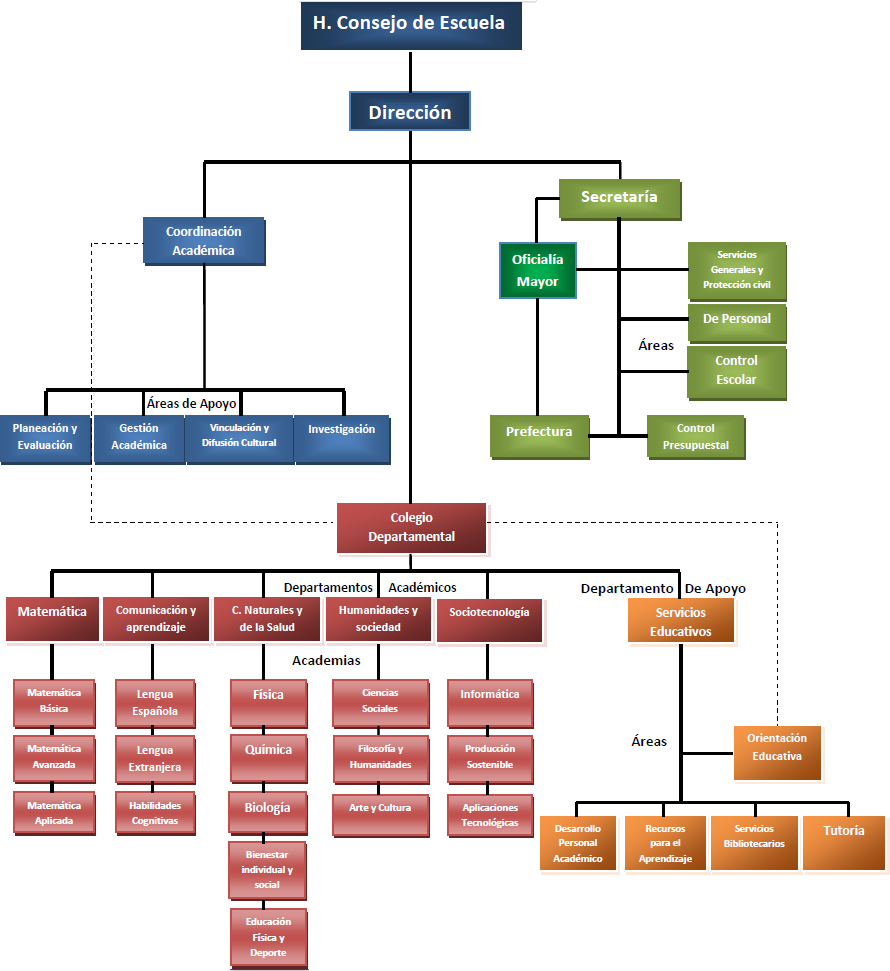 H. Consejo de Escuela
Dirección
Secretaría
Coordinación
Académica
Oficialía
Mayor
Servicios
Generales y
Protección civil
De Personal
Áreas
Control
Escolar
Áreas de Apoyo
Planeación y
Evaluación
Gestión
Académica
Vinculación y
Difusión Cultural
Investigación
Prefectura
Control
Presupuestal
Colegio
Departamental
Departamentos Académicos
Departamento De Apoyo
Matemática
Comunicación y
aprendizaje
C. Naturales y
de la Salud
Humanidades y
sociedad
Sociotecnología
Servicios
Educativos
Academias
Matemática
Básica
Lengua
Española
Física
Ciencias
Sociales
Informática
Matemática
Avanzada
Lengua
Extranjera
Química
Filosofía y
Humanidades
Producción
Sostenible
Áreas
Orientación
Educativa
Matemática
Aplicada
Habilidades
Cognitivas
Biología
Arte y Cultura
Aplicaciones
Tecnológicas
Desarrollo
Personal
Académico
Recursos
para el
Aprendizaje
Servicios
Bibliotecarios
Tutoría
Bienestar
individual y
social
Educación
Física y
Deporte